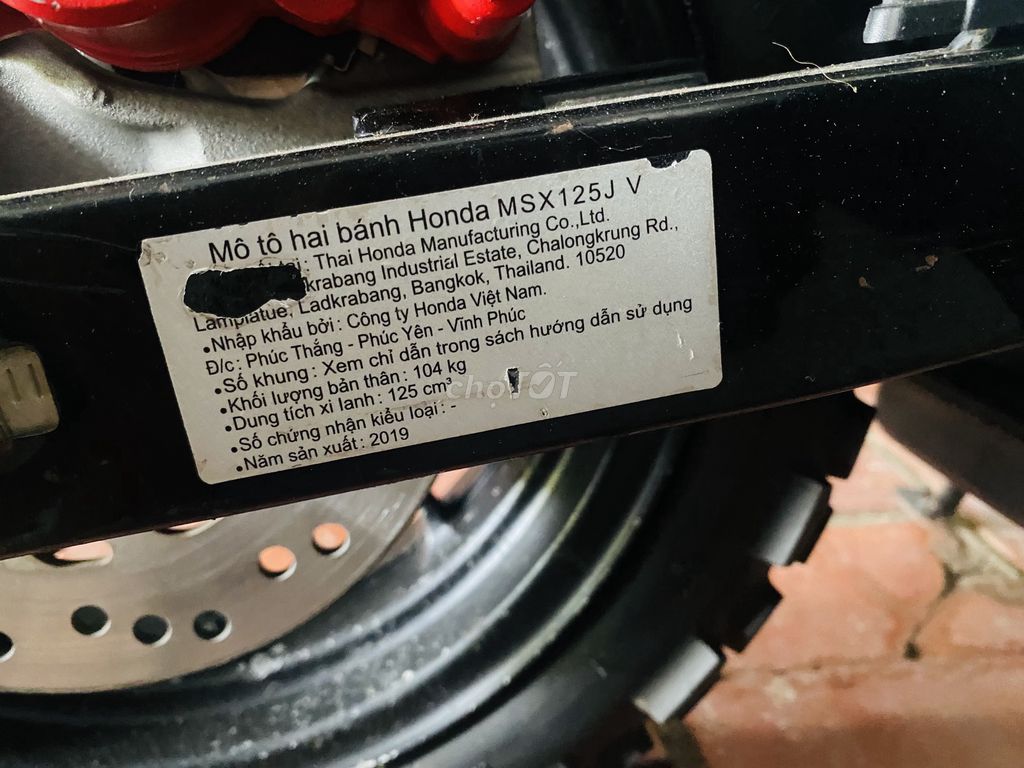 Mô tô hai bánh Honda MSX125J V
: Thai Honda Manufacturing Co.,Ltd.
krabang Industrial Estate, Chalongkrung Rd.,
Lamplatue, Ladkrabang, Bangkok, Thailand. 10520
•Nhập khẩu bởi : Công ty Honda Việt Nam.
Đ/c : Phúc Thắng - Phúc Yên - Vĩnh Phúc
•Số khung : Xem chỉ dẫn trong sách hướng dẫn sử dụng
•Khối lượng bản thân : 104 kg
•Dung tích xi lanh : 125 cm³
•Số chứng nhận kiểu loại : -
•Năm sản xuất : 2019
chợTỐT